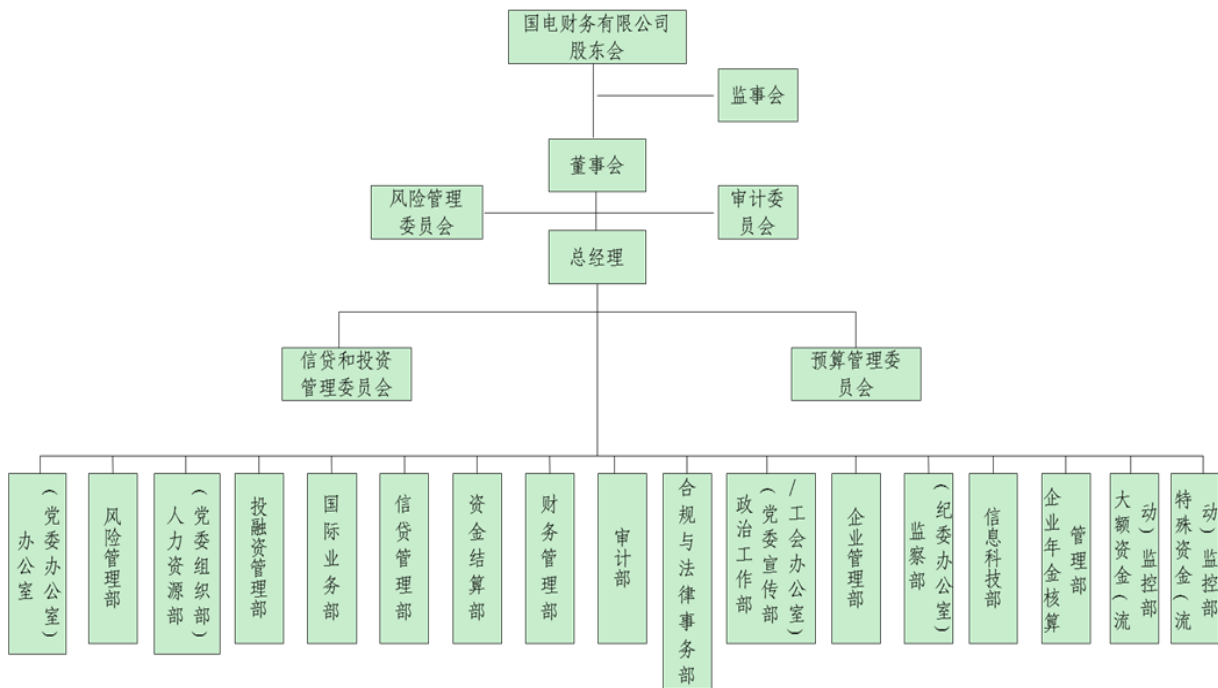 国电财务有限公司
股东会
监事会
董事会
风险管理
委员会
审计委
员会
总经理
信贷和投资
管理委员会
预算管理委
员会
办公室
（党委办公室）
风险管理部
人力资源部
（党委组织部）
投融资管理部
国际业务部
信贷管理部
资金结算部
财务管理部
审计部
合规与法律事务部
政治工作部
（党委宣传部
/工会办公室）
企业管理部
监察部
（纪委办公室）
信息科技部
企业年金核算
管理部
大额资金（流
动）监控部
特殊资金（流
动）监控部